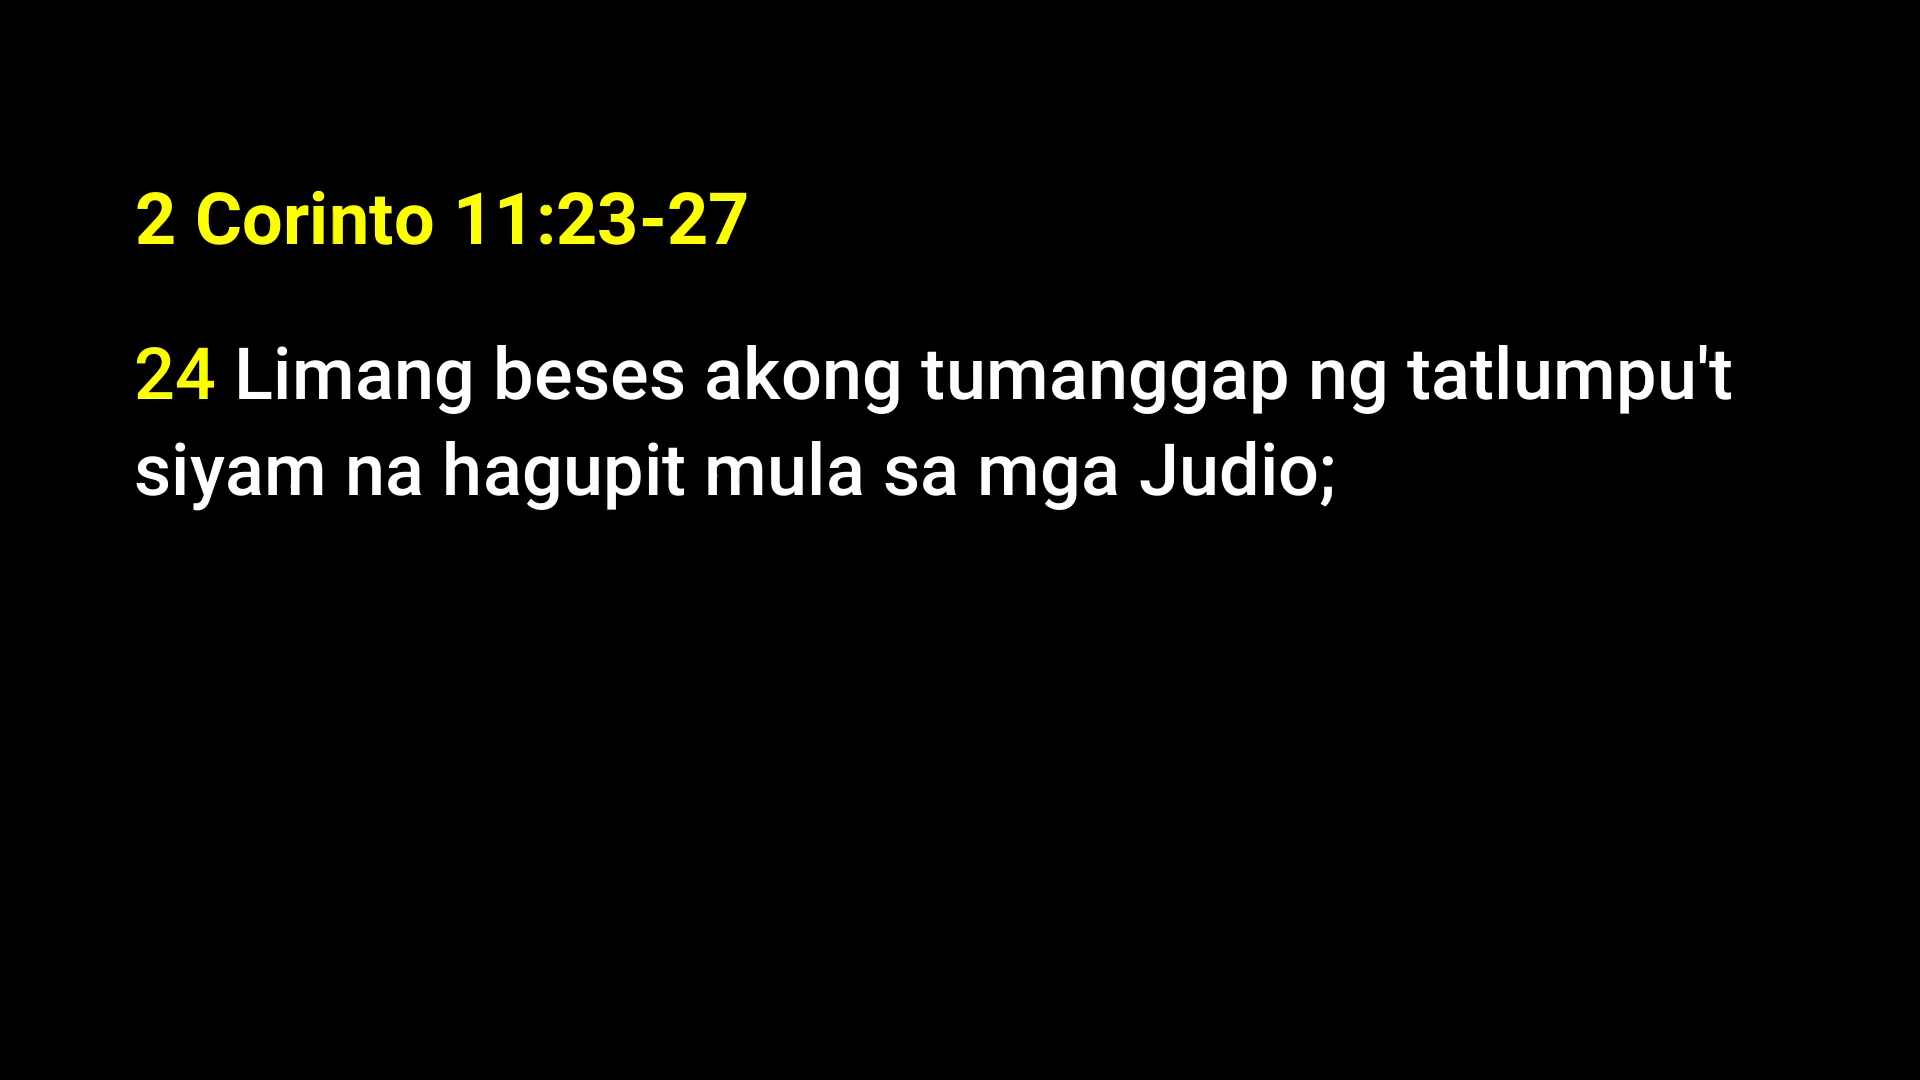 2 Corinto 11:23-27
24 Limang beses akong tumanggap ng tatlumpu't
siyam na hagupit mula sa mga Judio;